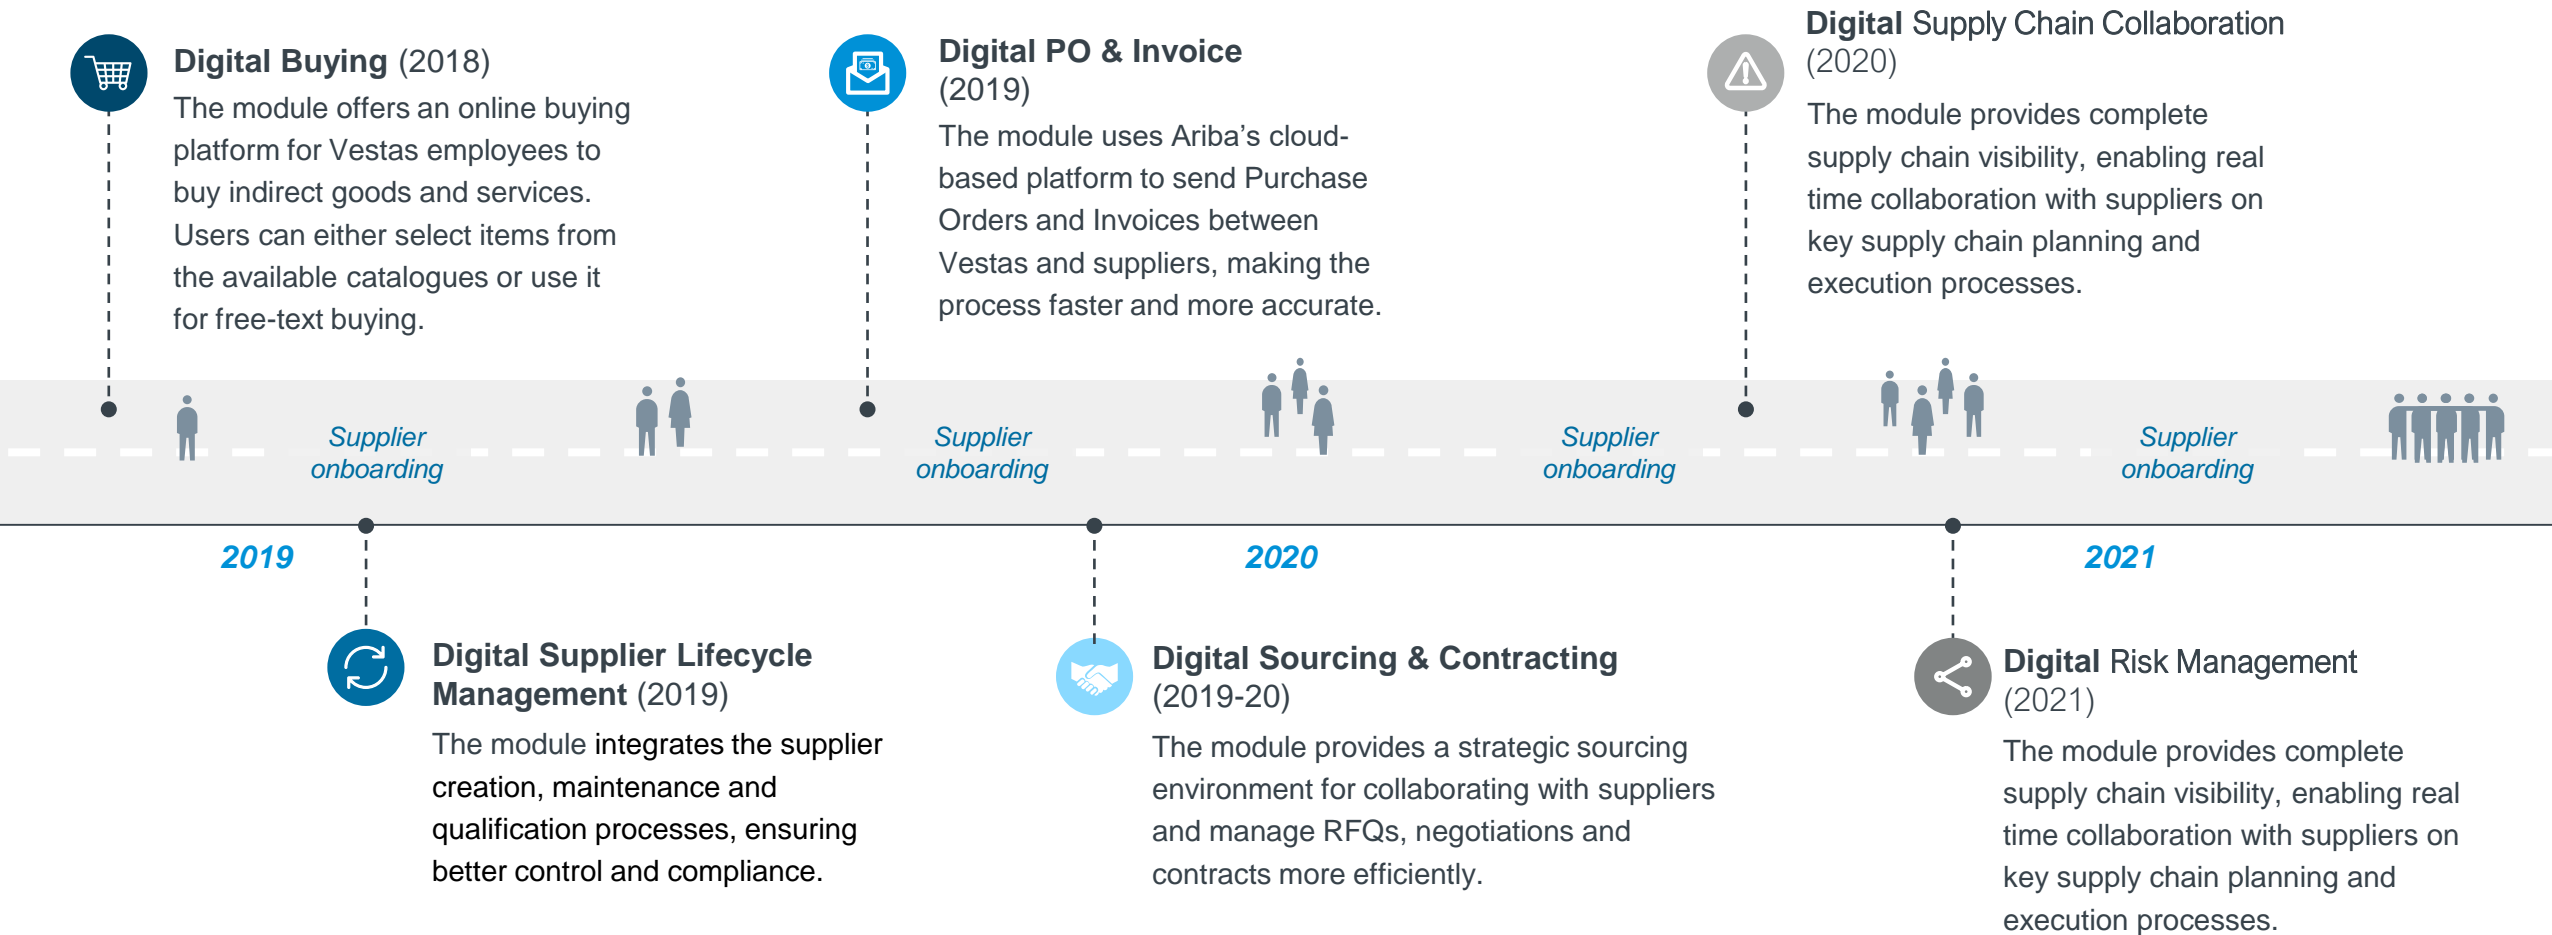 Digital Buying (2018)
The module offers an online buying
platform for Vestas employees to
buy indirect goods and services.
Users can either select items from
the available catalogues or use it
for free-text buying.
Digital PO & Invoice
(2019)
The module uses Ariba’s cloud-
based platform to send Purchase
Orders and Invoices between
Vestas and suppliers, making the
process faster and more accurate.
Digital Supply Chain Collaboration
(2020)
The module provides complete
supply chain visibility, enabling real
time collaboration with suppliers on
key supply chain planning and
execution processes.
Supplier
onboarding
Supplier
onboarding
Supplier
onboarding
Supplier
onboarding
2019
2020
2021
Digital Supplier Lifecycle
Management (2019)
The module integrates the supplier
creation, maintenance and
qualification processes, ensuring
better control and compliance.
Digital Sourcing & Contracting
(2019-20)
The module provides a strategic sourcing
environment for collaborating with suppliers
and manage RFQs, negotiations and
contracts more efficiently.
Digital Risk Management
(2021)
The module provides complete
supply chain visibility, enabling real
time collaboration with suppliers on
key supply chain planning and
execution processes.